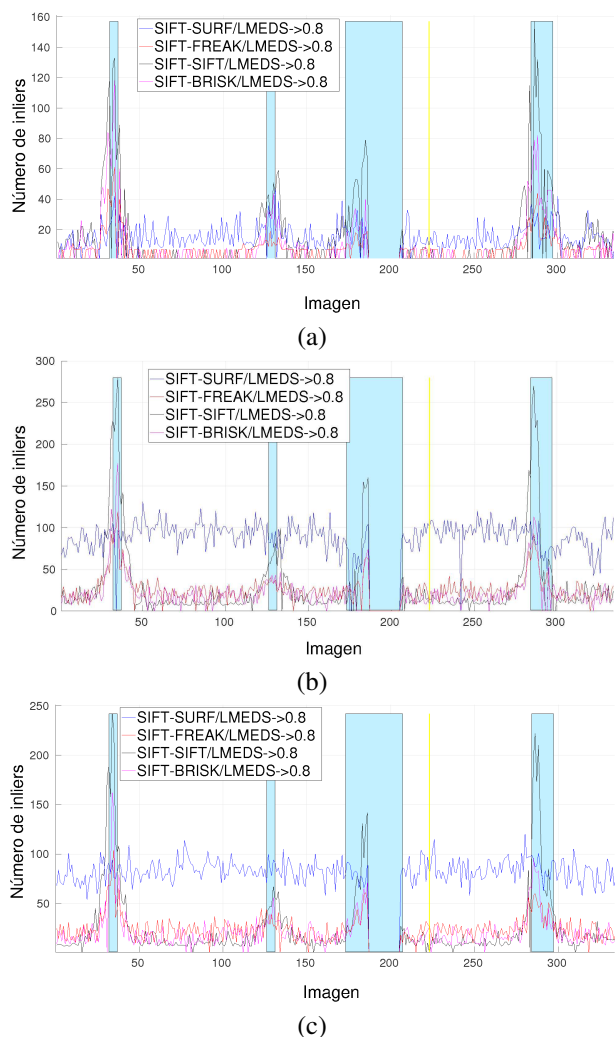 160
140
120
100
80
60
40
20
Número de inliers
SIFT-SURF/LMEDS->0.8
SIFT-FREAK/LMEDS->0.8
SIFT-SIFT/LMEDS->0.8
SIFT-BRISK/LMEDS->0.8
50 100 150 200 250 300
Imagen
(a)
300
250
200
150
100
50
0
Número de inliers
SIFT-SURF/LMEDS->0.8
SIFT-FREAK/LMEDS->0.8
SIFT-SIFT/LMEDS->0.8
SIFT-BRISK/LMEDS->0.8
50 100 150 200 250 300
Imagen
(b)
250
200
150
100
50
Número de inliers
SIFT-SURF/LMEDS->0.8
SIFT-FREAK/LMEDS->0.8
SIFT-SIFT/LMEDS->0.8
SIFT-BRISK/LMEDS->0.8
50 100 150 200 250 300
Imagen
(c)